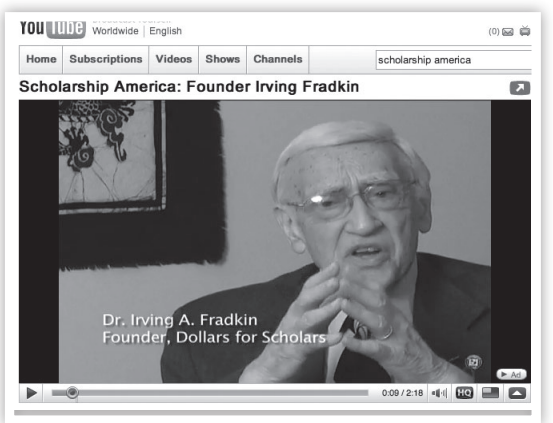 YouTube Worldwide | English
(0)
Home Subscriptions Videos Shows Channels
scholarship america
Scholarship America: Founder Irving Fradkin
Dr. Irving A. Fradkin
Founder, Dollars for Scholars
Ad
0:09 / 2:18 HQ